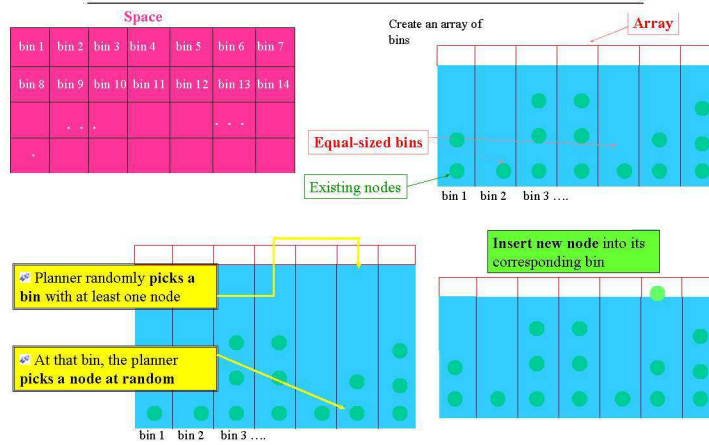 Space
bin 1 bin 2 bin 3 bin 4 bin 5 bin 6 bin 7
bin 8 bin 9 bin 10 bin 11 bin 12 bin 13 bin 14
. . . . . .
.
Create an array of
bins
Array
Equal-sized bins
Existing nodes
bin 1 bin 2 bin 3 ….
Planner randomly picks a
bin with at least one node
At that bin, the planner
picks a node at random
bin 1 bin 2 bin 3 ….
Insert new node into its
corresponding bin